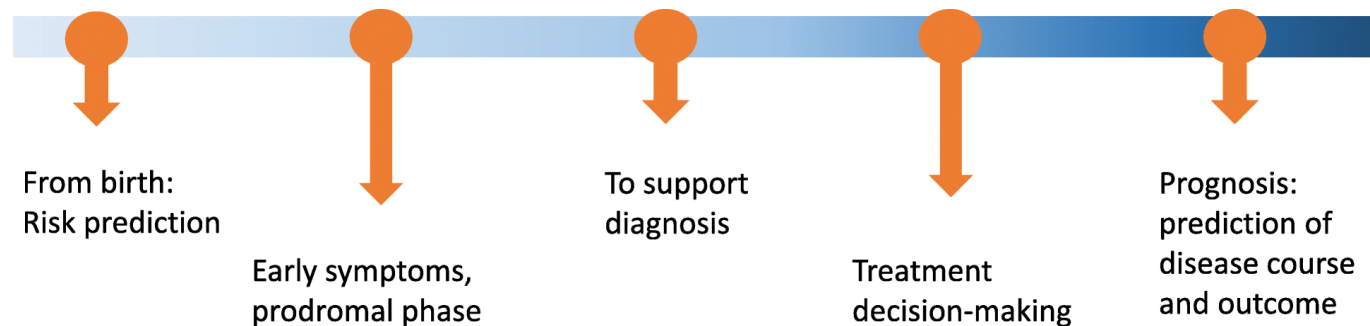 From birth:
Risk prediction
Early symptoms,
prodromal phase
To support
diagnosis
Treatment
decision-making
Prognosis:
prediction of
disease course
and outcome